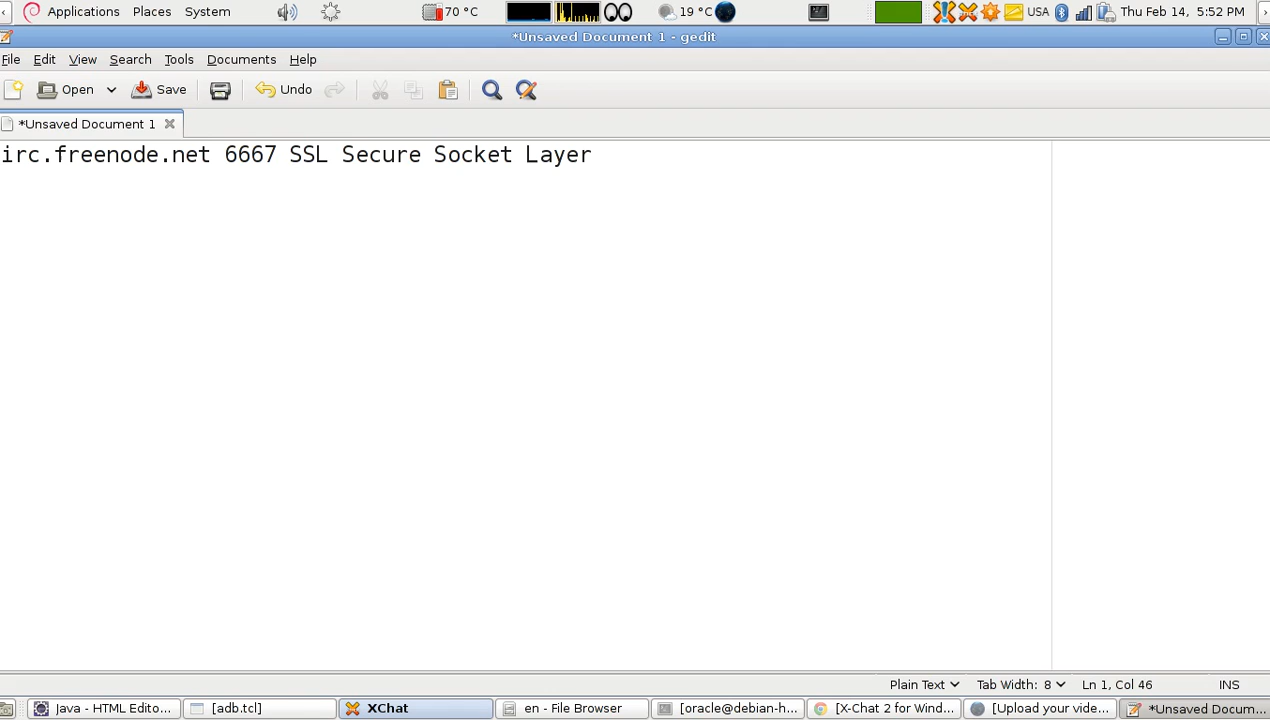 Applications Places System 70 °C 19 °C USA Thu Feb 14, 5:52 PM
*Unsaved Document 1 - gedit
File Edit View Search Tools Documents Help
Open Save Undo
*Unsaved Document 1
irc.freenode.net 6667 SSL Secure Socket Layer
Plain Text Tab Width: 8 Ln 1, Col 46 INS
Java - HTML Edito... [adb.tcl] XChat en - File Browser [oracle@debian-h... [X-Chat 2 for Wind... [Upload your vide... *Unsaved Docum...